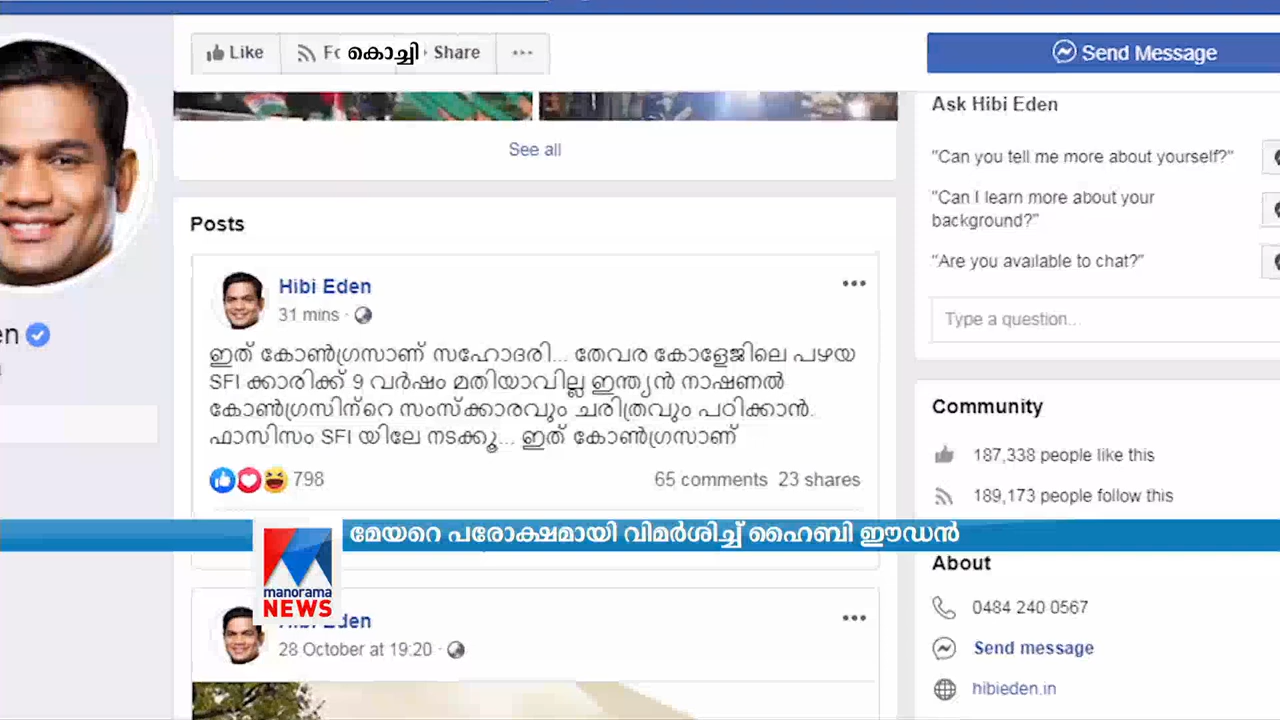 Like
കൊച്ചി
Share
Send Message
See all
Ask Hibi Eden
"Can you tell me more about yourself?"
"Can I learn more about your
background?"
"Are you available to chat?"
Type a question...
Posts
Hibi Eden
31 mins
ഇത് കോൺഗ്രസാണ് സഹോദരി... തേവര കോളേജിലെ പഴയ
SFI ക്കാരിക്ക് 9 വർഷം മതിയാവില്ല ഇന്ത്യൻ നാഷണൽ
കോൺഗ്രസിന്റെ സംസ്ക്കാരവും ചരിത്രവും പഠിക്കാൻ.
ഫാസിസം SFI യിലേ നടക്കൂ... ഇത് കോൺഗ്രസാണ്
798
65 comments 23 shares
Community
187,338 people like this
189,173 people follow this
മേയറെ പരോക്ഷമായി വിമർശിച്ച് ഹൈബി ഈഡൻ
manorama
NEWS
About
0484 240 0567
Send message
hibieden.in
Hibi Eden
28 October at 19:20